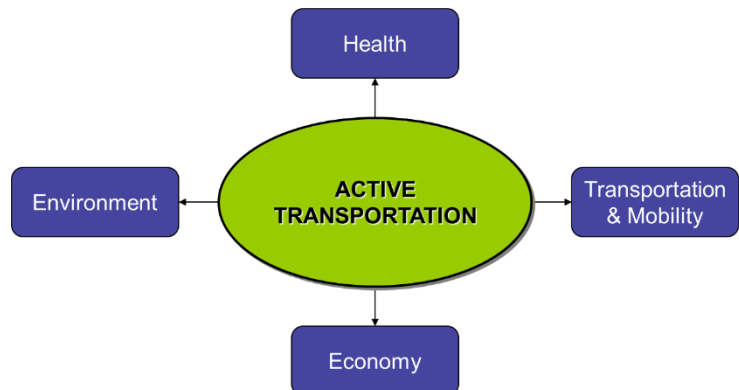 Health
Environment
ACTIVE
TRANSPORTATION
Transportation
& Mobility
Economy